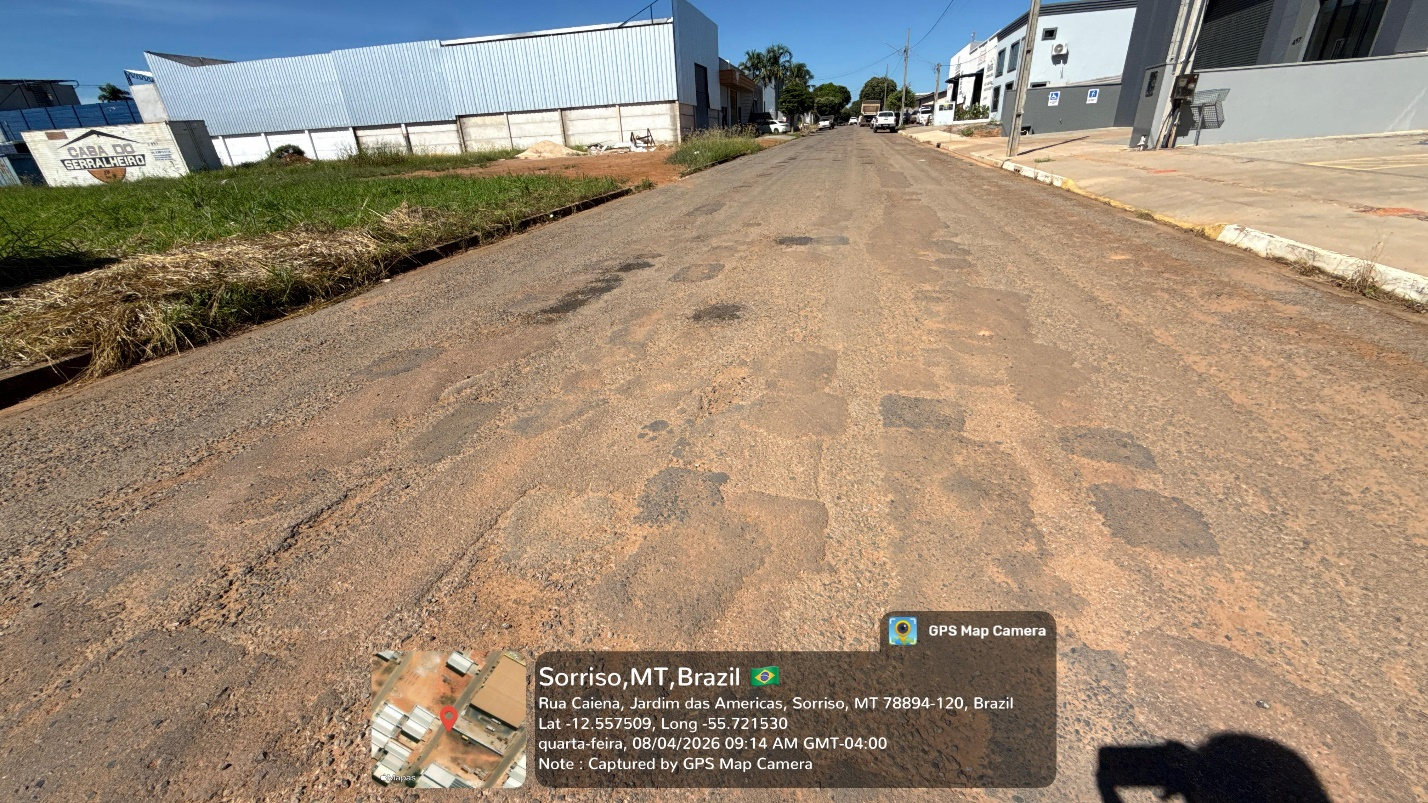 CASA DO
SERRALHEIRO
GPS Map Camera
Sorriso,MT,Brazil
Rua Caiena, Jardim das Americas, Sorriso, MT 78894-120, Brazil
Lat -12.557509, Long -55.721530
quarta-feira, 08/04/2026 09:14 AM GMT-04:00
Note : Captured by GPS Map Camera